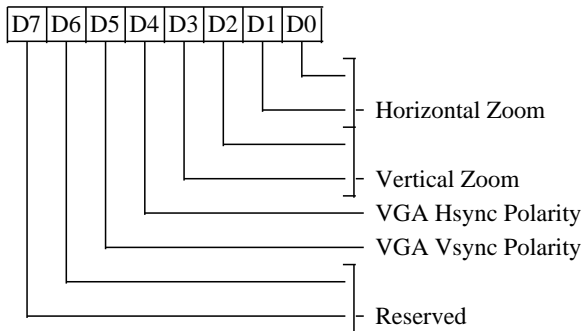 D7 D6 D5 D4 D3 D2 D1 D0
Horizontal Zoom
Vertical Zoom
VGA Hsync Polarity
VGA Vsync Polarity
Reserved